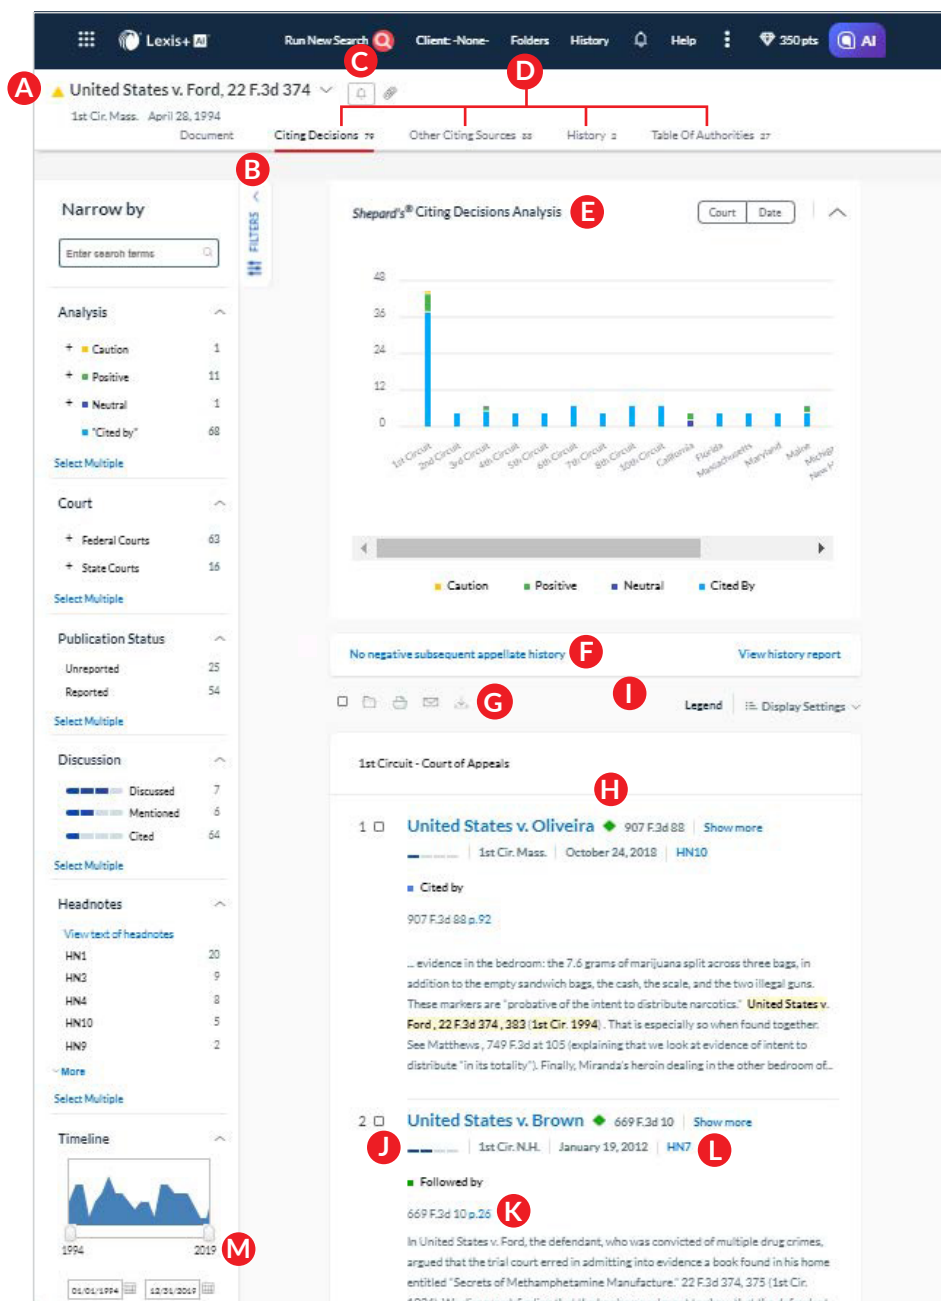 Lexis+ AI
Run New Search
Client: -None-
Folders
History
Help
350 pts
AI
C
D
A
United States v. Ford, 22 F.3d 374
1st Cir. Mass. April 28, 1994
Document
Citing Decisions 79
Other Citing Sources
History 2
Table Of Authorities 27
B
Narrow by
FILTERS
Enter search terms
Analysis
Caution 1
Positive 11
Neutral 1
"Cited by" 68
Select Multiple
Court
Federal Courts 63
State Courts 16
Select Multiple
Publication Status
Unreported 25
Reported 54
Select Multiple
Discussion
Discussed 7
Mentioned 6
Cited 64
Select Multiple
Headnotes
View text of headnotes
HN1 20
HN3 9
HN4 8
HN10 5
HN9 2
More
Select Multiple
Timeline
1994 2019
M
01/01/1994 12/31/2019
Shepard's® Citing Decisions Analysis
E
Court Date
48
36
24
12
0
1st Circuit
2nd Circuit
3rd Circuit
4th Circuit
5th Circuit
6th Circuit
7th Circuit
8th Circuit
10th Circuit
California
Florida
Massachusetts
Maryland
Maine
Michig
New H
Caution Positive Neutral Cited By
No negative subsequent appellate history
F
View history report
G
I
Legend
Display Settings
1st Circuit - Court of Appeals
H
1 United States v. Oliveira 907 F.3d 88 Show more
1st Cir. Mass. October 24, 2018 HN10
Cited by
907 F.3d 88 p.92
... evidence in the bedroom: the 7.6 grams of marijuana split across three bags, in
addition to the empty sandwich bags, the cash, the scale, and the two illegal guns.
These markers are "probative of the intent to distribute narcotics." United States v.
Ford , 22 F.3d 374 , 383 (1st Cir. 1994) . That is especially so when found together.
See Matthews , 749 F.3d at 105 (explaining that we look at evidence of intent to
distribute "in its totality"). Finally, Miranda's heroin dealing in the other bedroom of...
2 United States v. Brown 669 F.3d 10 Show more
J
1st Cir. N.H. January 19, 2012 HN7
L
Followed by
669 F.3d 10 p.26
K
In United States v. Ford, the defendant, who was convicted of multiple drug crimes,
argued that the trial court erred in admitting into evidence a book found in his home
entitled "Secrets of Methamphetamine Manufacture." 22 F.3d 374, 375 (1st Cir.